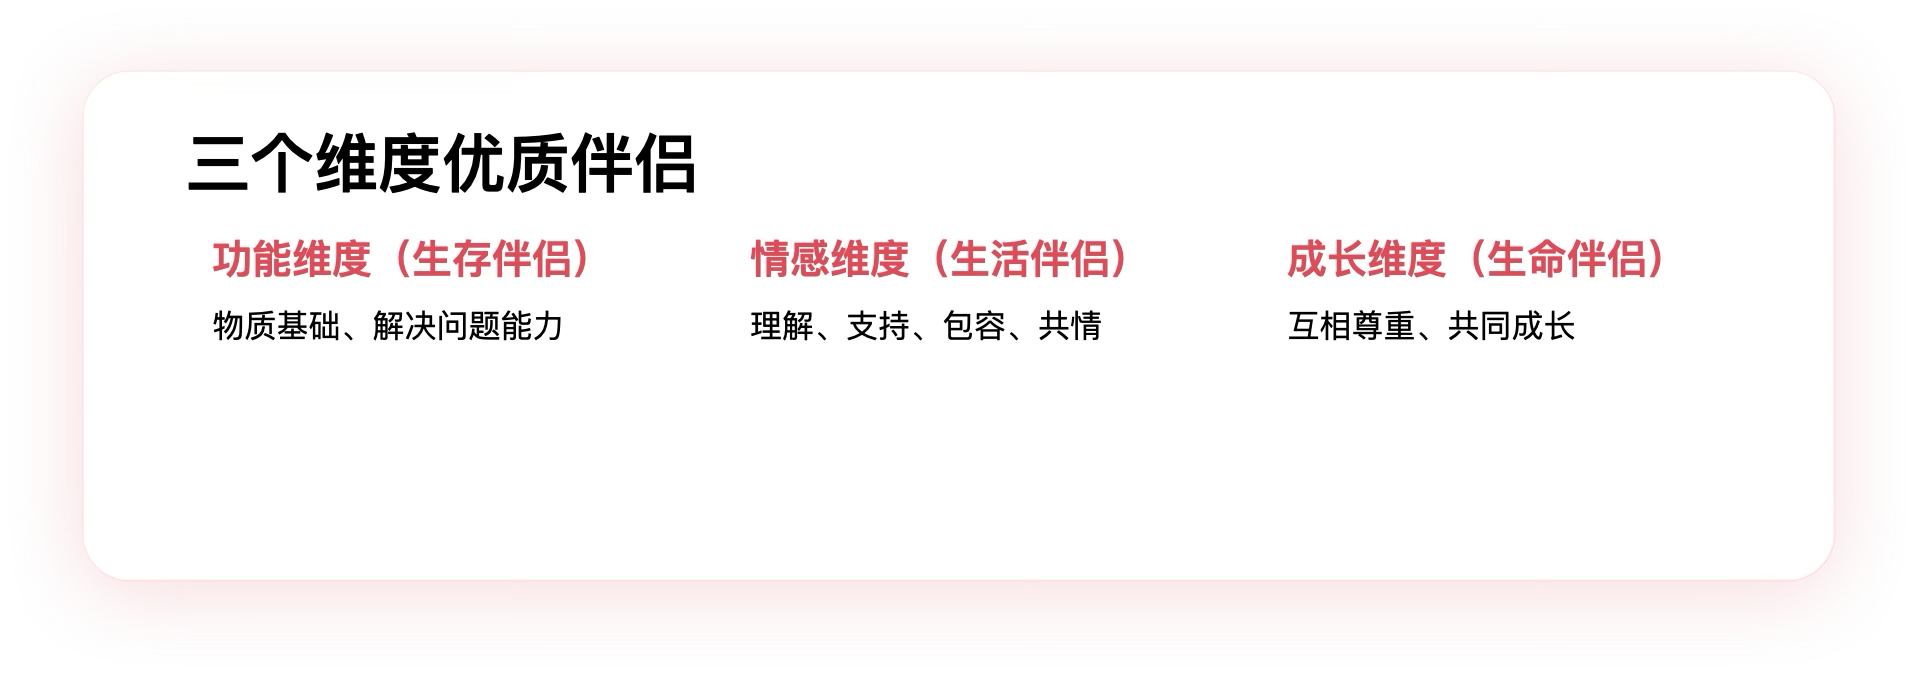 三个维度优质伴侣
功能维度（生存伴侣）
物质基础、解决问题能力
情感维度（生活伴侣）
理解、支持、包容、共情
成长维度（生命伴侣）
互相尊重、共同成长